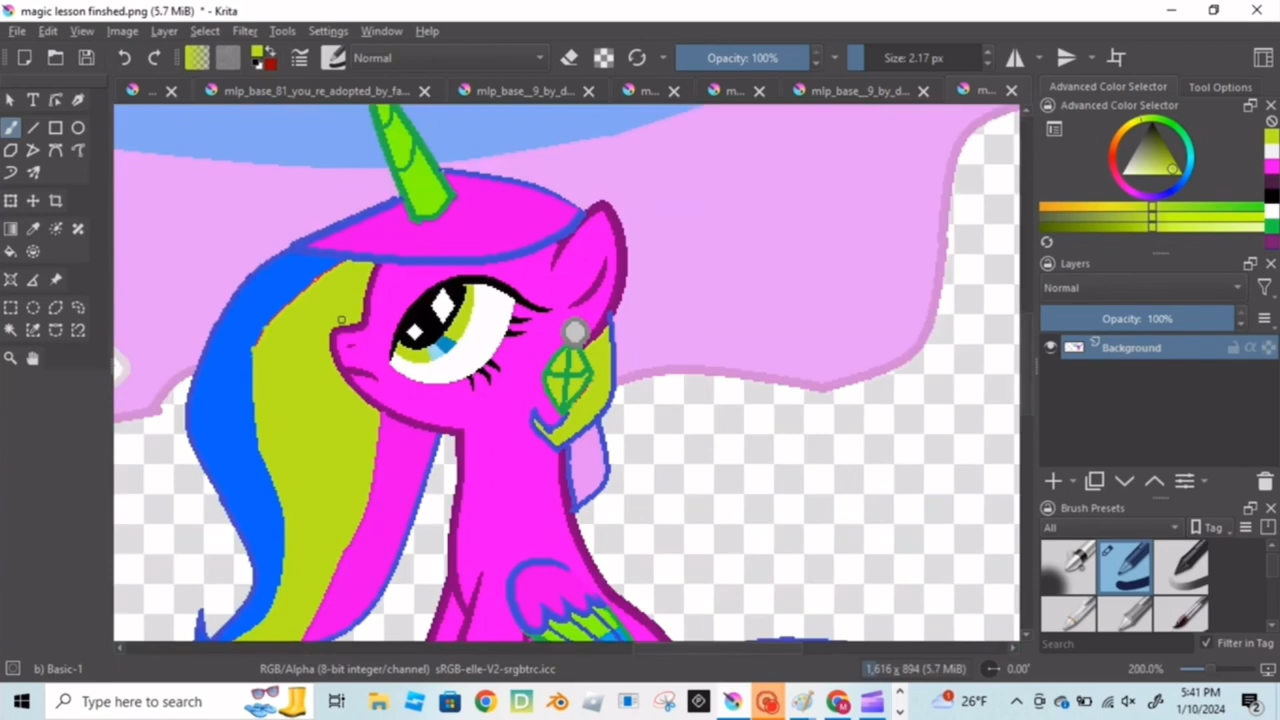 magic lesson finshed.png (5.7 MiB) * - Krita
File Edit View Image Layer Select Filter Tools Settings Window Help
Normal Opacity: 100% Size: 2.17 px
... mlp_base_81_you_re_adopted_by_fa... mlp_base__9_by_d... m... m... mlp_base__9_by_d... m...
Advanced Color Selector Tool Options
Advanced Color Selector
Layers
Normal
Opacity: 100%
Background
Brush Presets
All Tag
Search Filter in Tag
b) Basic-1 RGB/Alpha (8-bit integer/channel) sRGB-elle-V2-srgbtrc.icc 1,616 x 894 (5.7 MiB) 0.00° 200.0%
Type here to search 26°F 5:41 PM
1/10/2024 2